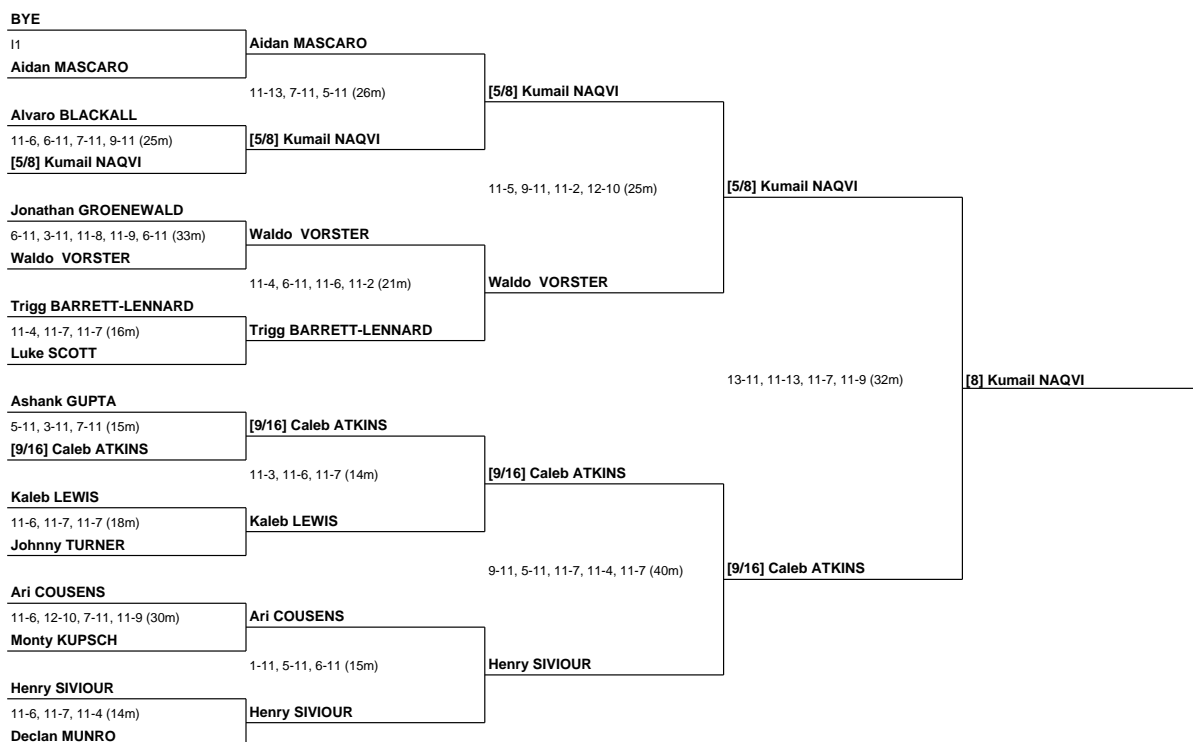 BYE
I1
Aidan MASCARO
Aidan MASCARO
11-13, 7-11, 5-11 (26m)
[5/8] Kumail NAQVI
Alvaro BLACKALL
11-6, 6-11, 7-11, 9-11 (25m)
[5/8] Kumail NAQVI
[5/8] Kumail NAQVI
11-5, 9-11, 11-2, 12-10 (25m)
[5/8] Kumail NAQVI
Jonathan GROENEWALD
6-11, 3-11, 11-8, 11-9, 6-11 (33m)
Waldo  VORSTER
Waldo  VORSTER
11-4, 6-11, 11-6, 11-2 (21m)
Waldo  VORSTER
Trigg BARRETT-LENNARD
11-4, 11-7, 11-7 (16m)
Luke SCOTT
Trigg BARRETT-LENNARD
13-11, 11-13, 11-7, 11-9 (32m)
[8] Kumail NAQVI
Ashank GUPTA
5-11, 3-11, 7-11 (15m)
[9/16] Caleb ATKINS
[9/16] Caleb ATKINS
11-3, 11-6, 11-7 (14m)
[9/16] Caleb ATKINS
Kaleb LEWIS
11-6, 11-7, 11-7 (18m)
Johnny TURNER
Kaleb LEWIS
9-11, 5-11, 11-7, 11-4, 11-7 (40m)
[9/16] Caleb ATKINS
Ari COUSENS
11-6, 12-10, 7-11, 11-9 (30m)
Monty KUPSCH
Ari COUSENS
1-11, 5-11, 6-11 (15m)
Henry SIVIOUR
Henry SIVIOUR
11-6, 11-7, 11-4 (14m)
Declan MUNRO
Henry SIVIOUR